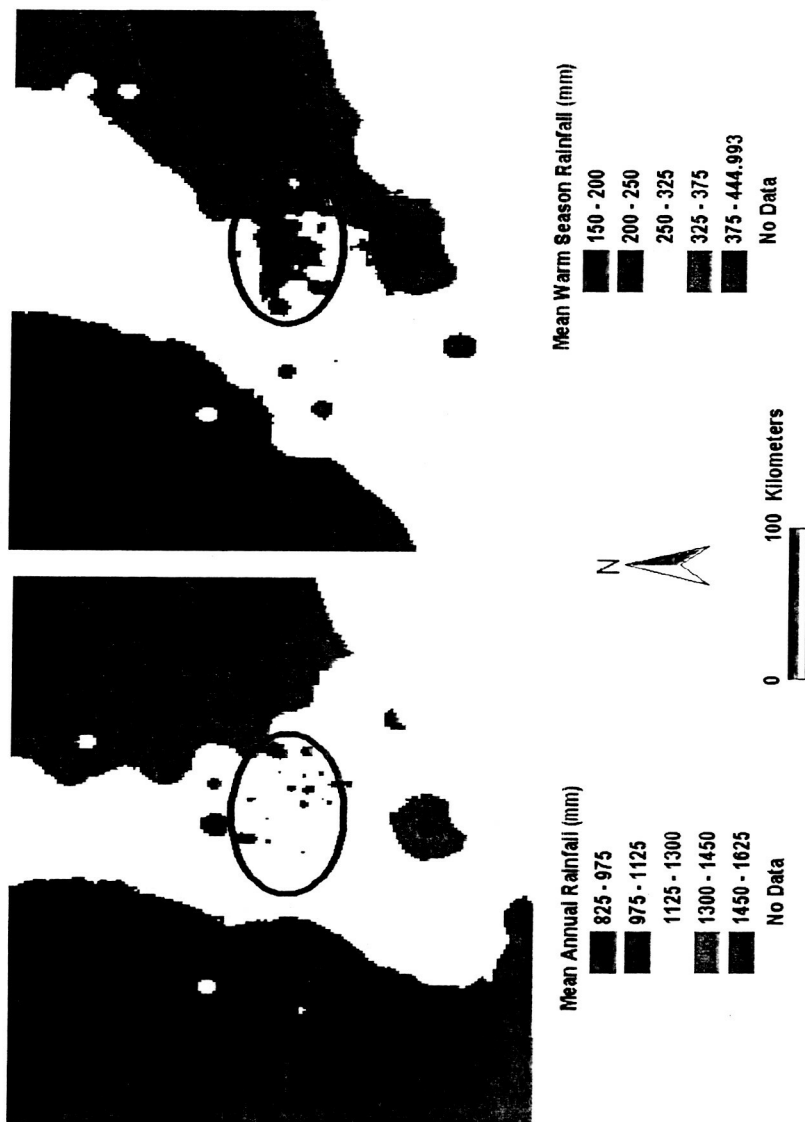 Mean Annual Rainfall (mm)
825 - 975
975 - 1125
1125 - 1300
1300 - 1450
1450 - 1625
No Data
N
0
100 Kilometers
Mean Warm Season Rainfall (mm)
150 - 200
200 - 250
250 - 325
325 - 375
375 - 444.993
No Data